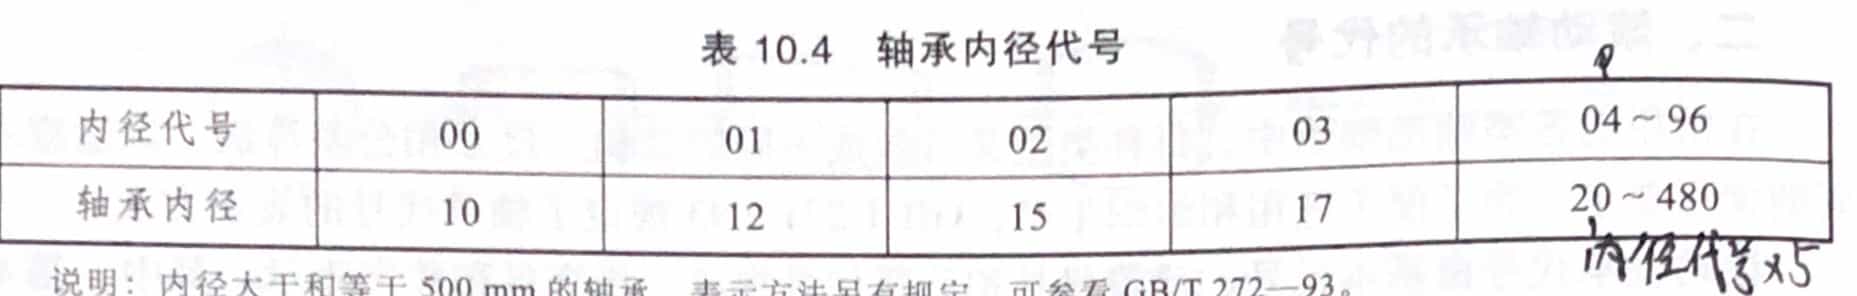 表 10.4 轴承内径代号
内径代号 00 01 02 03 04～96
轴承内径 10 12 15 17 20～480
内径代号×5
说明：内径大于和等于 500 mm 的轴承，表示方法另有规定，可参看 GB/T 272—93。